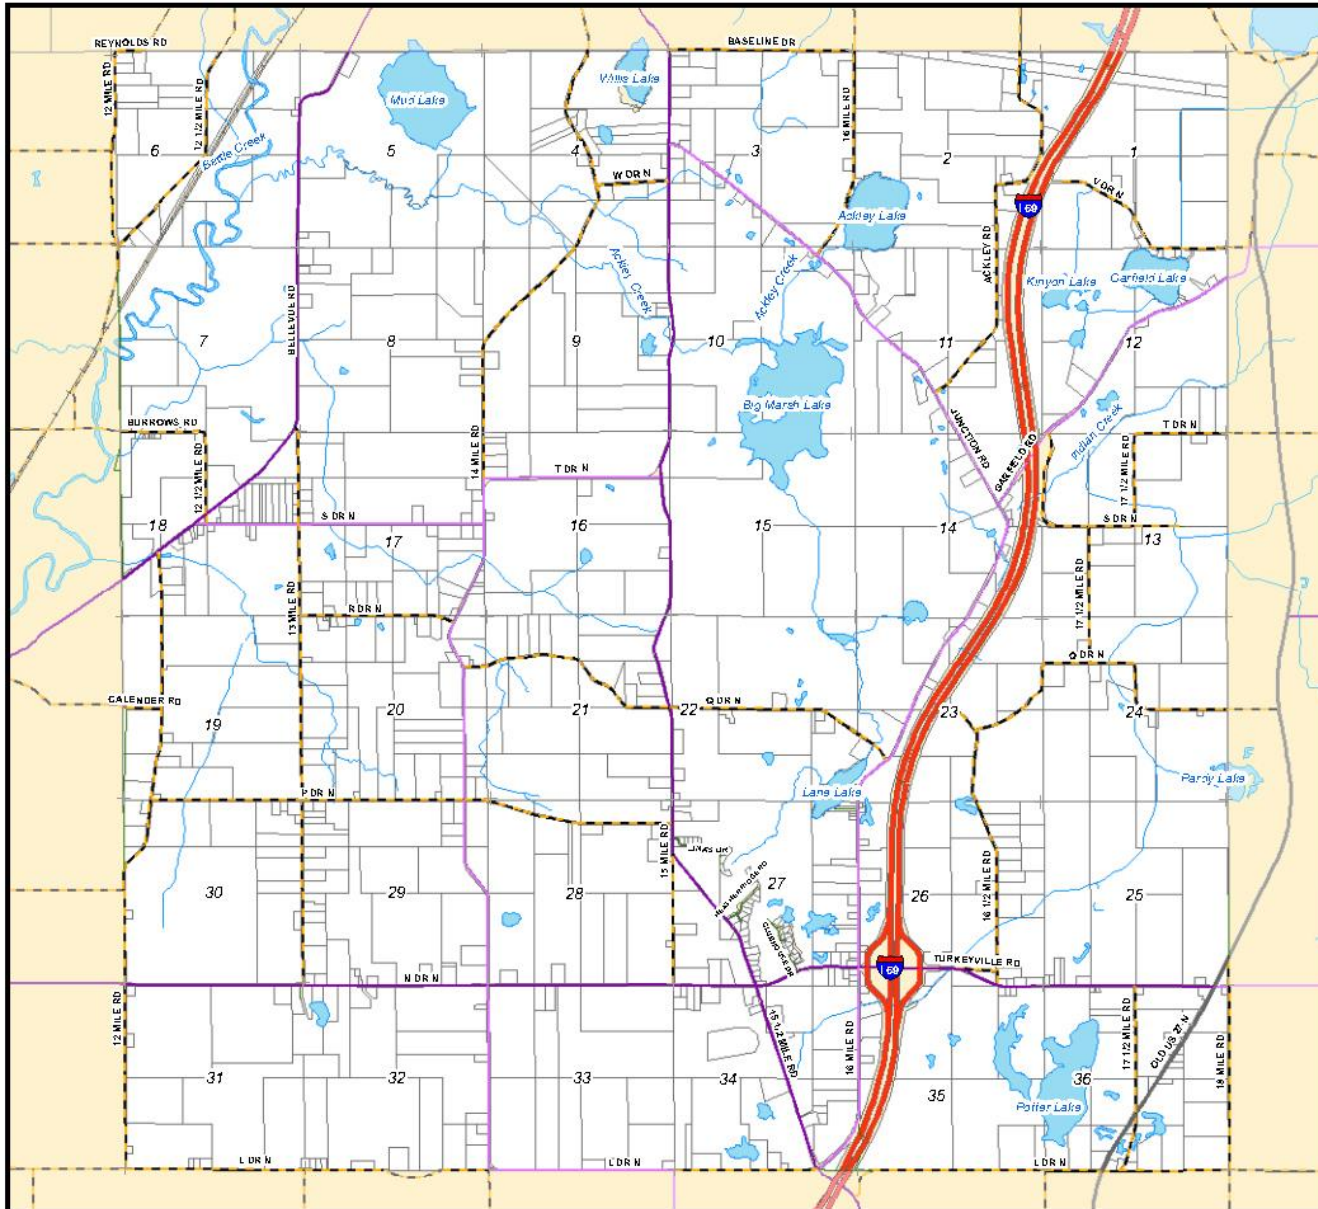 REYNOLDS RD
BASELINE DR
12 MILE RD
12 1/2 MILE RD
Mud Lake
Willis Lake
16 MILE RD
Battle Creek
6
5
4
3
2
1
W DR N
V DR N
I 69
Ackley Lake
ACKLEY RD
Ackley Creek
Ackley Creek
Kinyon Lake
Garfield Lake
BELLEVUE RD
7
8
9
10
11
12
Big Marsh Lake
BURROWS RD
JUNCTION RD
GARFIELD RD
Indian Creek
T DR N
14 MILE RD
T DR N
12 1/2 MILE RD
17 1/2 MILE RD
S DR N
S DR N
18
17
16
15
14
13
13 MILE RD
R DR N
17 1/2 MILE RD
Q DR N
CALENDER RD
Q DR N
19
20
21
22
23
24
Lane Lake
Pardy Lake
P DR N
15 MILE RD
16 1/2 MILE RD
30
29
28
27
26
25
CLUBHOUSE DR
TURKEYVILLE RD
I 69
N DR N
12 MILE RD
15 1/2 MILE RD
16 MILE RD
17 1/2 MILE RD
OLD US 27 N
18 MILE RD
31
32
33
34
35
36
Potter Lake
L DR N
L DR N
L DR N